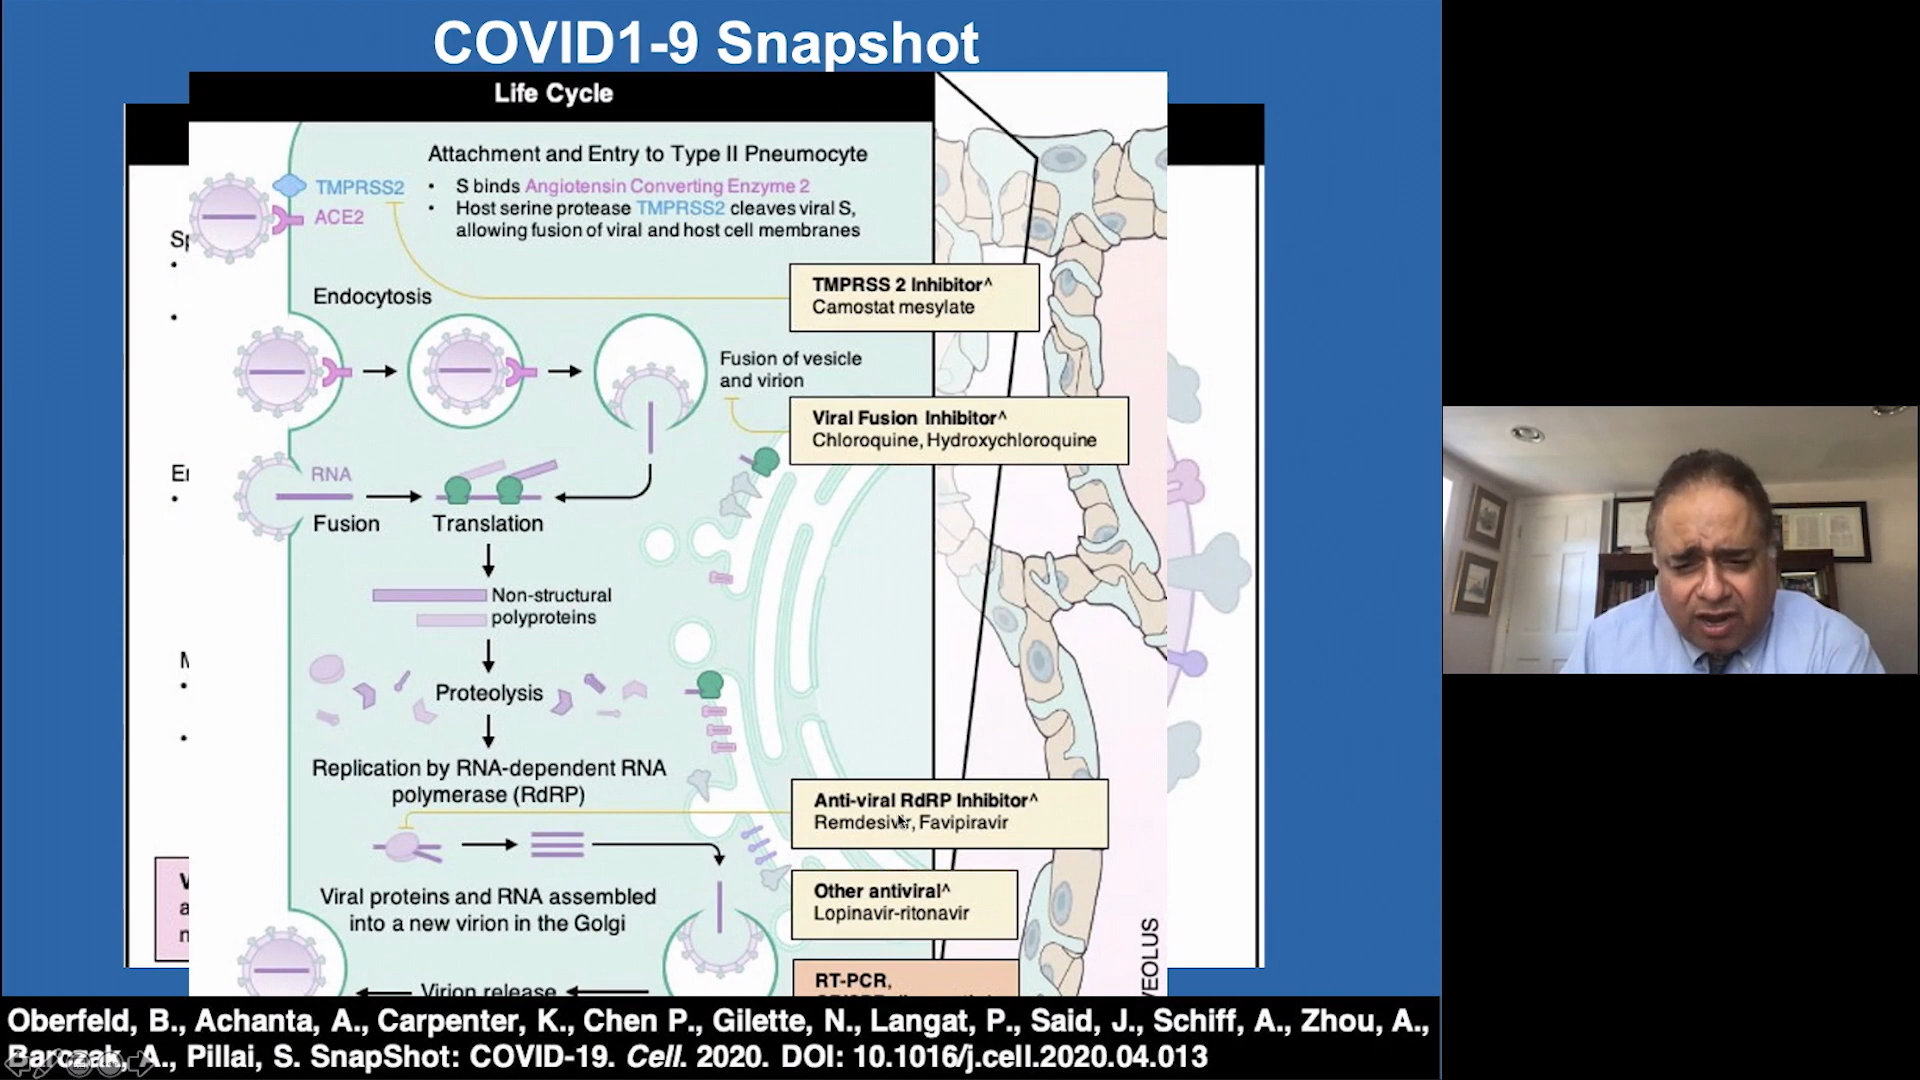 COVID1-9 Snapshot
Life Cycle
Attachment and Entry to Type II Pneumocyte
TMPRSS2
ACE2
• S binds Angiotensin Converting Enzyme 2
• Host serine protease TMPRSS2 cleaves viral S,
allowing fusion of viral and host cell membranes
TMPRSS 2 Inhibitor^
Camostat mesylate
Endocytosis
Fusion of vesicle
and virion
Viral Fusion Inhibitor^
Chloroquine, Hydroxychloroquine
RNA
Fusion
Translation
Non-structural
polyproteins
Proteolysis
Replication by RNA-dependent RNA
polymerase (RdRP)
Anti-viral RdRP Inhibitor^
Remdesivir, Favipiravir
Other antiviral^
Lopinavir-ritonavir
Viral proteins and RNA assembled
into a new virion in the Golgi
RT-PCR,
Virion release
Oberfeld, B., Achanta, A., Carpenter, K., Chen P., Gilette, N., Langat, P., Said, J., Schiff, A., Zhou, A.,
Barczak, A., Pillai, S. SnapShot: COVID-19. Cell. 2020. DOI: 10.1016/j.cell.2020.04.013